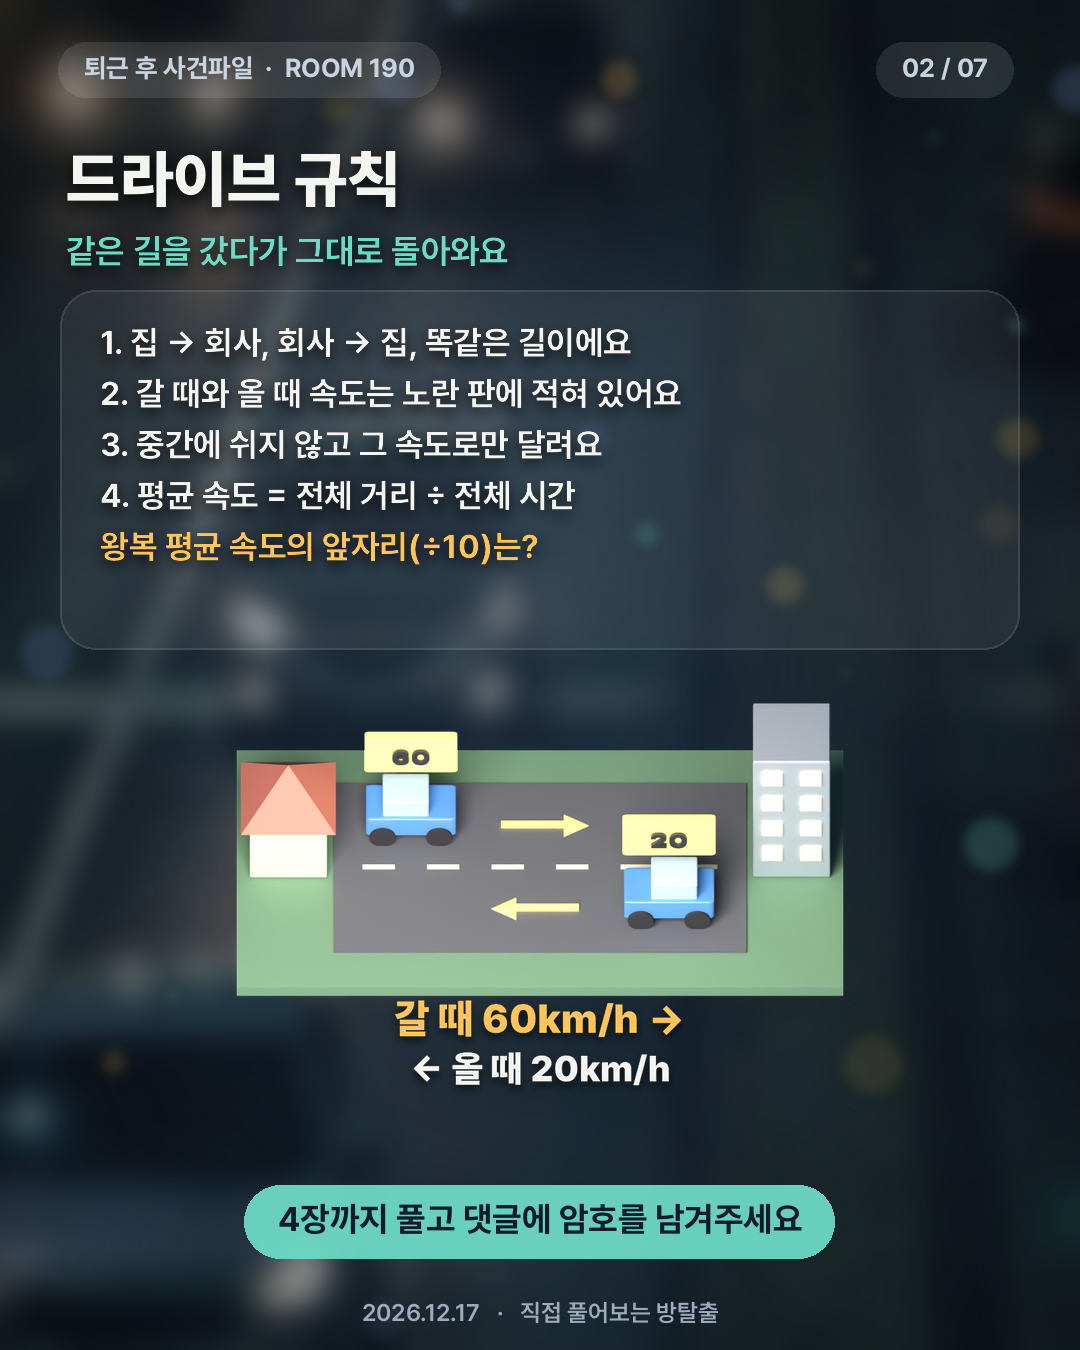 퇴근 후 사건파일 · ROOM 190
02 / 07
드라이브 규칙
같은 길을 갔다가 그대로 돌아와요
1. 집 → 회사, 회사 → 집, 똑같은 길이에요
2. 갈 때와 올 때 속도는 노란 판에 적혀 있어요
3. 중간에 쉬지 않고 그 속도로만 달려요
4. 평균 속도 = 전체 거리 ÷ 전체 시간
왕복 평균 속도의 앞자리(÷10)는?
60
20
갈 때 60km/h →
← 올 때 20km/h
4장까지 풀고 댓글에 암호를 남겨주세요
2026.12.17 · 직접 풀어보는 방탈출